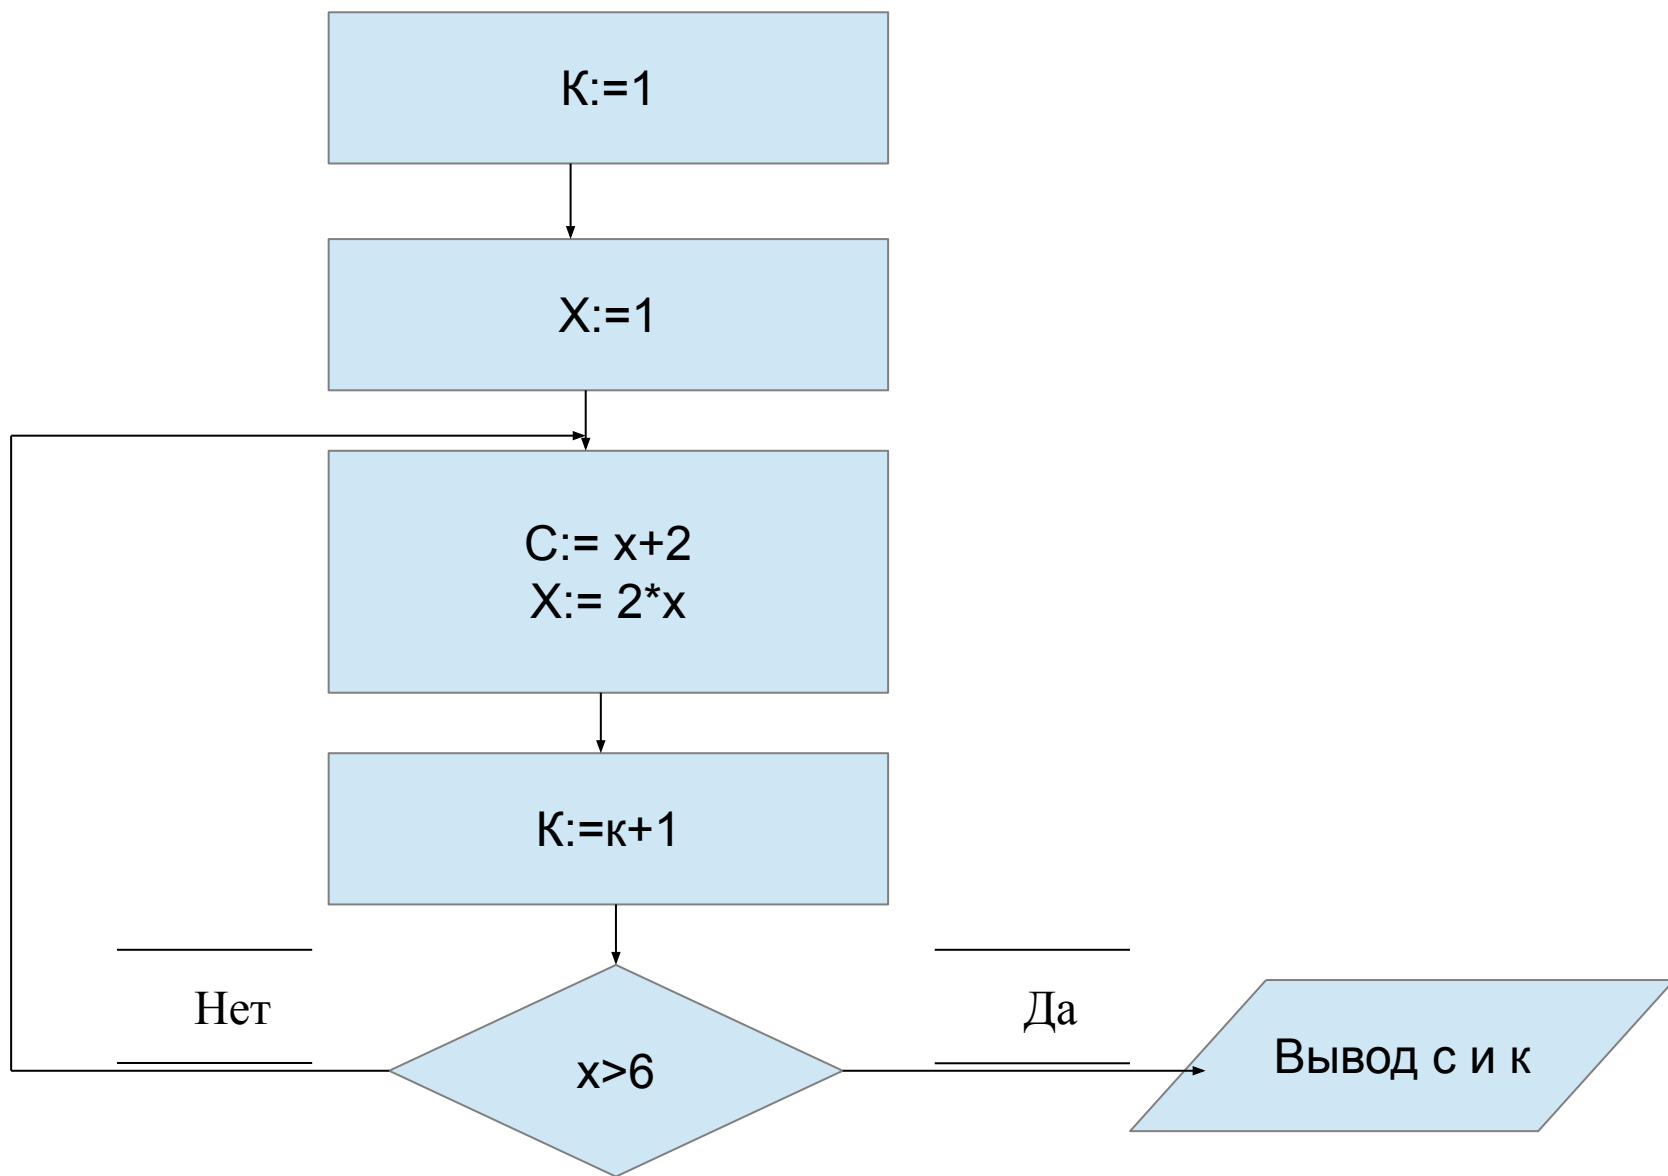 К:=1
Х:=1
С:= х+2
Х:= 2*х
К:=к+1
Нет
Да
х>6
Вывод с и к